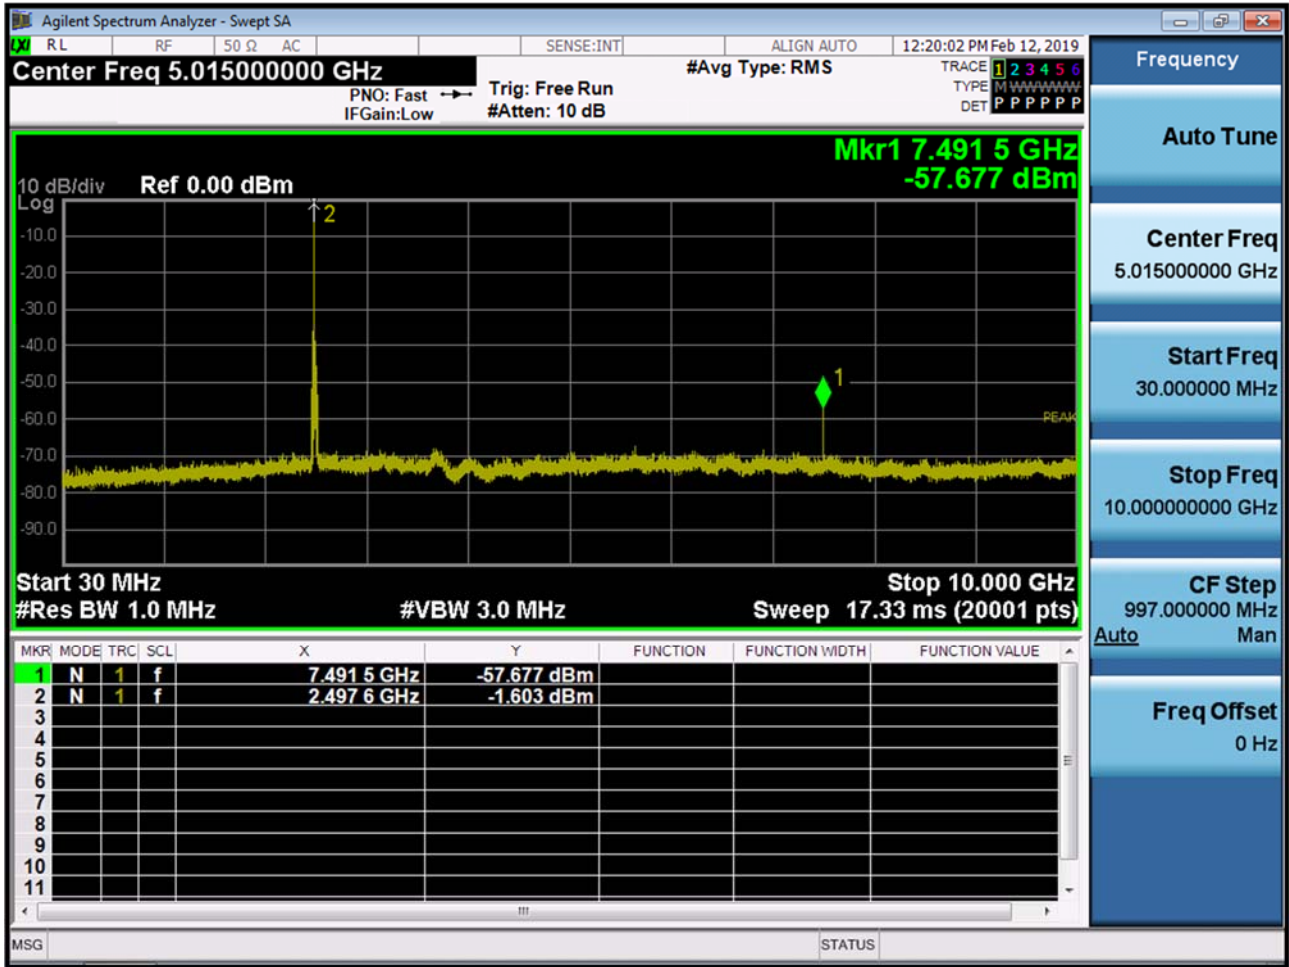 Agilent Spectrum Analyzer - Swept SA
LXI RL RF 50 Ω AC SENSE:INT ALIGN AUTO 12:20:02 PM Feb 12, 2019
Center Freq 5.015000000 GHz
PNO: Fast
IFGain:Low
Trig: Free Run
#Atten: 10 dB
#Avg Type: RMS
TRACE 1 2 3 4 5 6
TYPE M WWWWW
DET P P P P P P
Mkr1 7.491 5 GHz
-57.677 dBm
10 dB/div Ref 0.00 dBm
Log
2
-10.0
-20.0
-30.0
-40.0
-50.0
1
-60.0
PEAK
-70.0
-80.0
-90.0
Start 30 MHz Stop 10.000 GHz
#Res BW 1.0 MHz #VBW 3.0 MHz Sweep 17.33 ms (20001 pts)
MKR MODE TRC SCL X Y FUNCTION FUNCTION WIDTH FUNCTION VALUE
1 N 1 f 7.491 5 GHz -57.677 dBm
2 N 1 f 2.497 6 GHz -1.603 dBm
3
4
5
6
7
8
9
10
11
MSG STATUS
Frequency
Auto Tune
Center Freq
5.015000000 GHz
Start Freq
30.000000 MHz
Stop Freq
10.000000000 GHz
CF Step
997.000000 MHz
Auto Man
Freq Offset
0 Hz